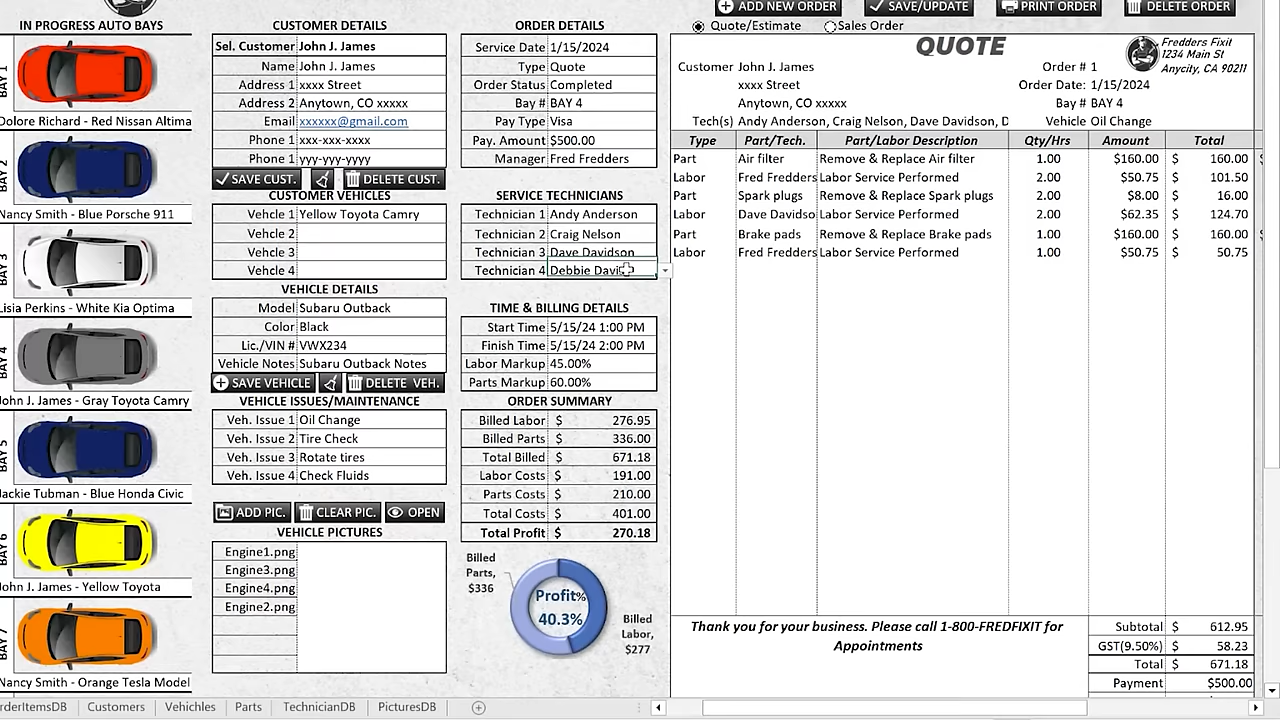 ADD NEW ORDER
SAVE/UPDATE
PRINT ORDER
DELETE ORDER
IN PROGRESS AUTO BAYS
BAY 1
Dolore Richard - Red Nissan Altima
BAY 2
Nancy Smith - Blue Porsche 911
BAY 3
Lisia Perkins - White Kia Optima
BAY 4
John J. James - Gray Toyota Camry
BAY 5
Jackie Tubman - Blue Honda Civic
BAY 6
John J. James - Yellow Toyota
BAY 7
Nancy Smith - Orange Tesla Model
CUSTOMER DETAILS
Sel. Customer John J. James
Name John J. James
Address 1 xxxx Street
Address 2 Anytown, CO xxxxx
Email xxxxxx@gmail.com
Phone 1 xxx-xxx-xxxx
Phone 1 yyy-yyy-yyyy
SAVE CUST.
DELETE CUST.
CUSTOMER VEHICLES
Vehcle 1 Yellow Toyota Camry
Vehcle 2
Vehcle 3
Vehcle 4
VEHICLE DETAILS
Model Subaru Outback
Color Black
Lic./VIN # VWX234
Vehicle Notes Subaru Outback Notes
SAVE VEHICLE
DELETE VEH.
VEHICLE ISSUES/MAINTENANCE
Veh. Issue 1 Oil Change
Veh. Issue 2 Tire Check
Veh. Issue 3 Rotate tires
Veh. Issue 4 Check Fluids
ADD PIC.
CLEAR PIC.
OPEN
VEHICLE PICTURES
Engine1.png
Engine3.png
Engine4.png
Engine2.png
ORDER DETAILS
Service Date 1/15/2024
Type Quote
Order Status Completed
Bay # BAY 4
Pay Type Visa
Pay. Amount $500.00
Manager Fred Fredders
SERVICE TECHNICIANS
Technician 1 Andy Anderson
Technician 2 Craig Nelson
Technician 3 Dave Davidson
Technician 4 Debbie Davi
TIME & BILLING DETAILS
Start Time 5/15/24 1:00 PM
Finish Time 5/15/24 2:00 PM
Labor Markup 45.00%
Parts Markup 60.00%
ORDER SUMMARY
Billed Labor $ 276.95
Billed Parts $ 336.00
Total Billed $ 671.18
Labor Costs $ 191.00
Parts Costs $ 210.00
Total Costs $ 401.00
Total Profit $ 270.18
Billed Parts, $336
Profit%
40.3%
Billed Labor, $277
Quote/Estimate
Sales Order
QUOTE
Fredders Fixit
1234 Main St
Anycity, CA 90211
Customer John J. James Order # 1
xxxx Street Order Date: 1/15/2024
Anytown, CO xxxxx Bay # BAY 4
Tech(s) Andy Anderson, Craig Nelson, Dave Davidson, D Vehicle Oil Change
Type Part/Tech. Part/Labor Description Qty/Hrs Amount Total
Part Air filter Remove & Replace Air filter 1.00 $160.00 $ 160.00
Labor Fred Fredders Labor Service Performed 2.00 $50.75 $ 101.50
Part Spark plugs Remove & Replace Spark plugs 2.00 $8.00 $ 16.00
Labor Dave Davidso Labor Service Performed 2.00 $62.35 $ 124.70
Part Brake pads Remove & Replace Brake pads 1.00 $160.00 $ 160.00
Labor Fred Fredders Labor Service Performed 1.00 $50.75 $ 50.75
Thank you for your business. Please call 1-800-FREDFIXIT for
Appointments
Subtotal $ 612.95
GST(9.50%) $ 58.23
Total $ 671.18
Payment $500.00
rderItemsDB
Customers
Vehichles
Parts
TechnicianDB
PicturesDB